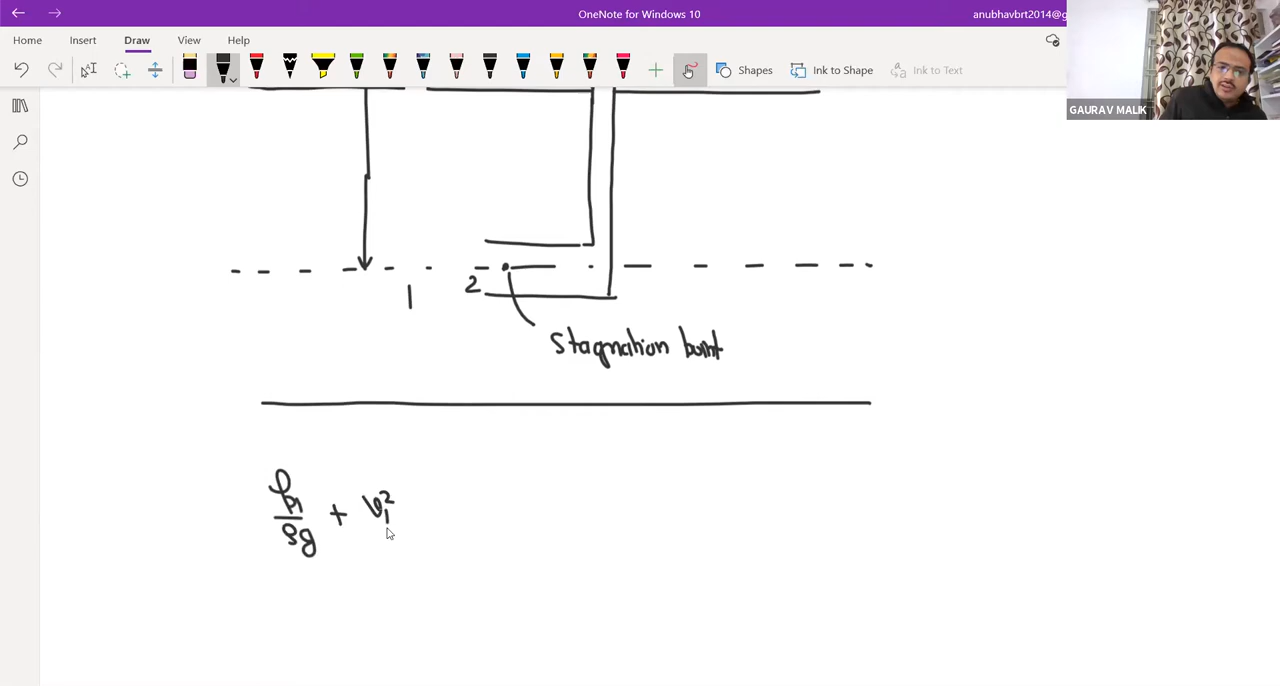 OneNote for Windows 10
anubhavbrt2014@g
Home Insert Draw View Help
Shapes Ink to Shape Ink to Text
GAURAV MALIK
1 2
Stagnation point
p1/ρg + v1²